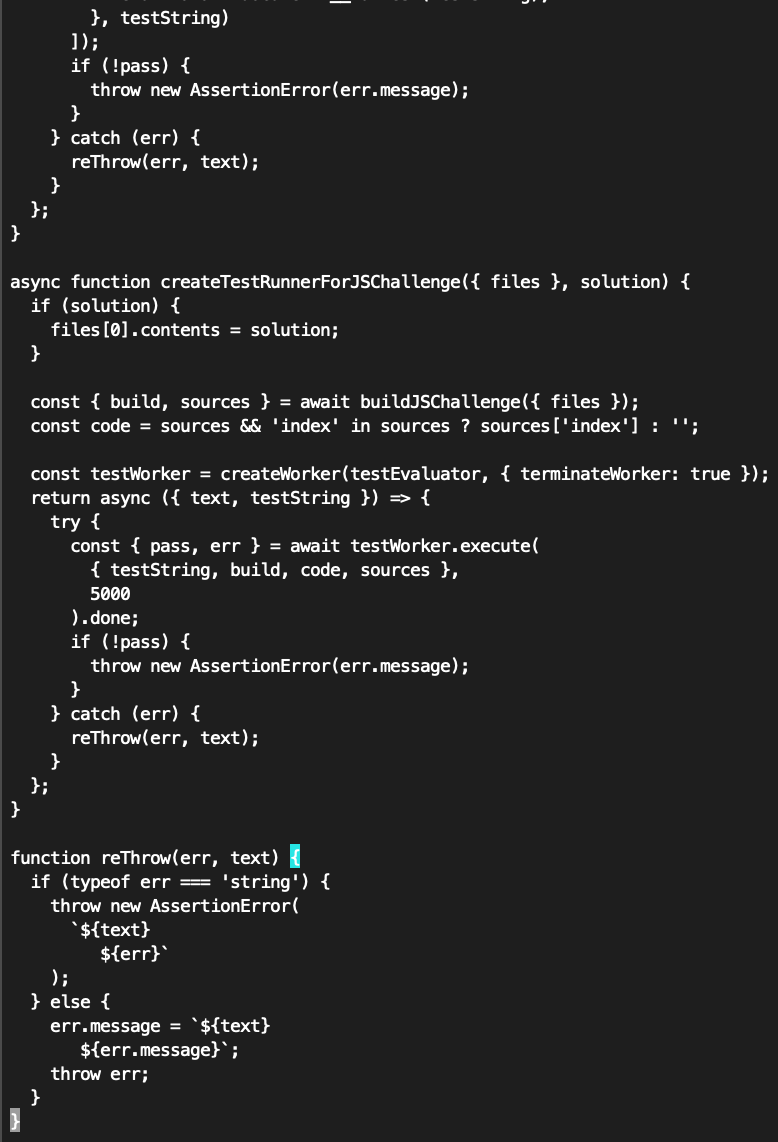 }, testString)
]);
if (!pass) {
throw new AssertionError(err.message);
}
} catch (err) {
reThrow(err, text);
}
};
}
async function createTestRunnerForJSChallenge({ files }, solution) {
if (solution) {
files[0].contents = solution;
}
const { build, sources } = await buildJSChallenge({ files });
const code = sources && 'index' in sources ? sources['index'] : '';
const testWorker = createWorker(testEvaluator, { terminateWorker: true });
return async ({ text, testString }) => {
try {
const { pass, err } = await testWorker.execute(
{ testString, build, code, sources },
5000
).done;
if (!pass) {
throw new AssertionError(err.message);
}
} catch (err) {
reThrow(err, text);
}
};
}
function reThrow(err, text) {
if (typeof err === 'string') {
throw new AssertionError(
`${text}
${err}`
);
} else {
err.message = `${text}
${err.message}`;
throw err;
}
}